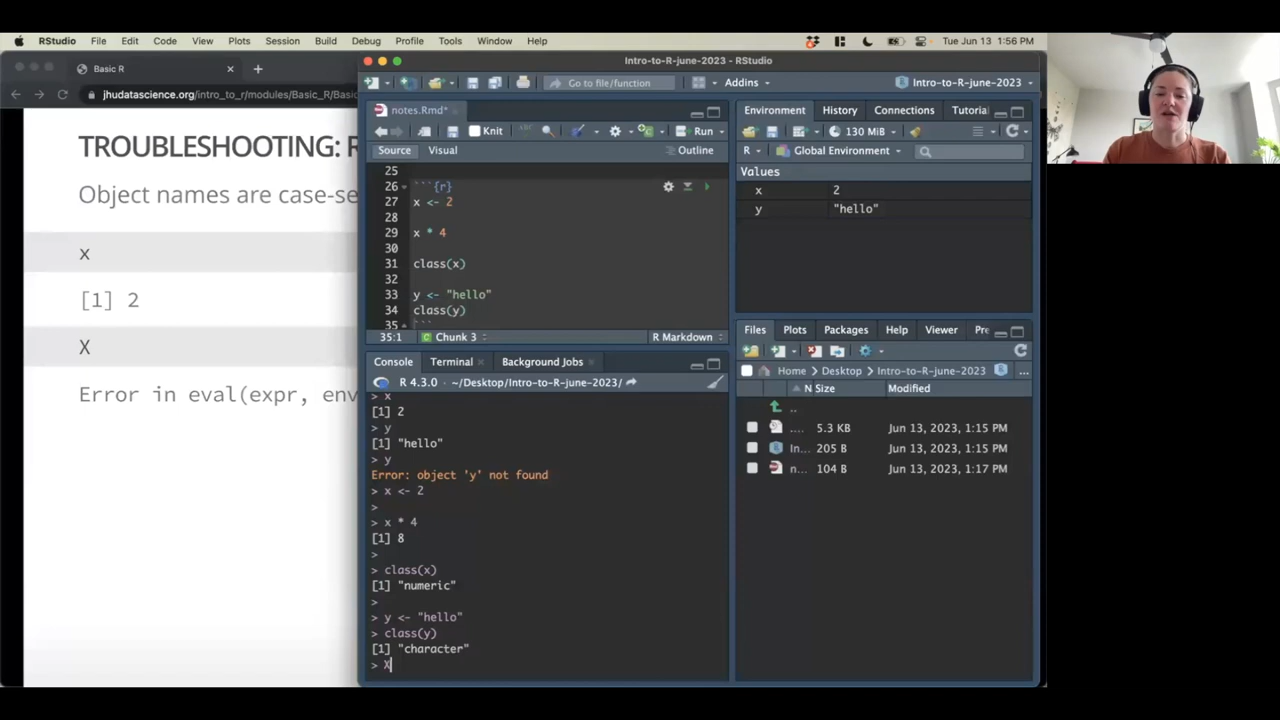 RStudio File Edit Code View Plots Session Build Debug Profile Tools Window Help Tue Jun 13 1:56 PM
Basic R
jhudatascience.org/intro_to_r/modules/Basic_R/Basi
TROUBLESHOOTING: R
Object names are case-se
x
[1] 2
X
Error in eval(expr, env
Intro-to-R-june-2023 - RStudio
Go to file/function Addins Intro-to-R-june-2023
notes.Rmd*
Knit Run
Source Visual Outline
25
26 ```{r}
27 x <- 2
28
29 x * 4
30
31 class(x)
32
33 y <- "hello"
34 class(y)
35 ```
35:1 Chunk 3 R Markdown
Console Terminal Background Jobs
R 4.3.0 · ~/Desktop/Intro-to-R-june-2023/
> x
[1] 2
> y
[1] "hello"
> y
Error: object 'y' not found
> x <- 2
>
> x * 4
[1] 8
>
> class(x)
[1] "numeric"
>
> y <- "hello"
> class(y)
[1] "character"
> X
Environment History Connections Tutoria
130 MiB
R Global Environment
Values
x 2
y "hello"
Files Plots Packages Help Viewer Pre
Home Desktop Intro-to-R-june-2023 ...
N Size Modified
..
.... 5.3 KB Jun 13, 2023, 1:15 PM
In... 205 B Jun 13, 2023, 1:15 PM
n... 104 B Jun 13, 2023, 1:17 PM